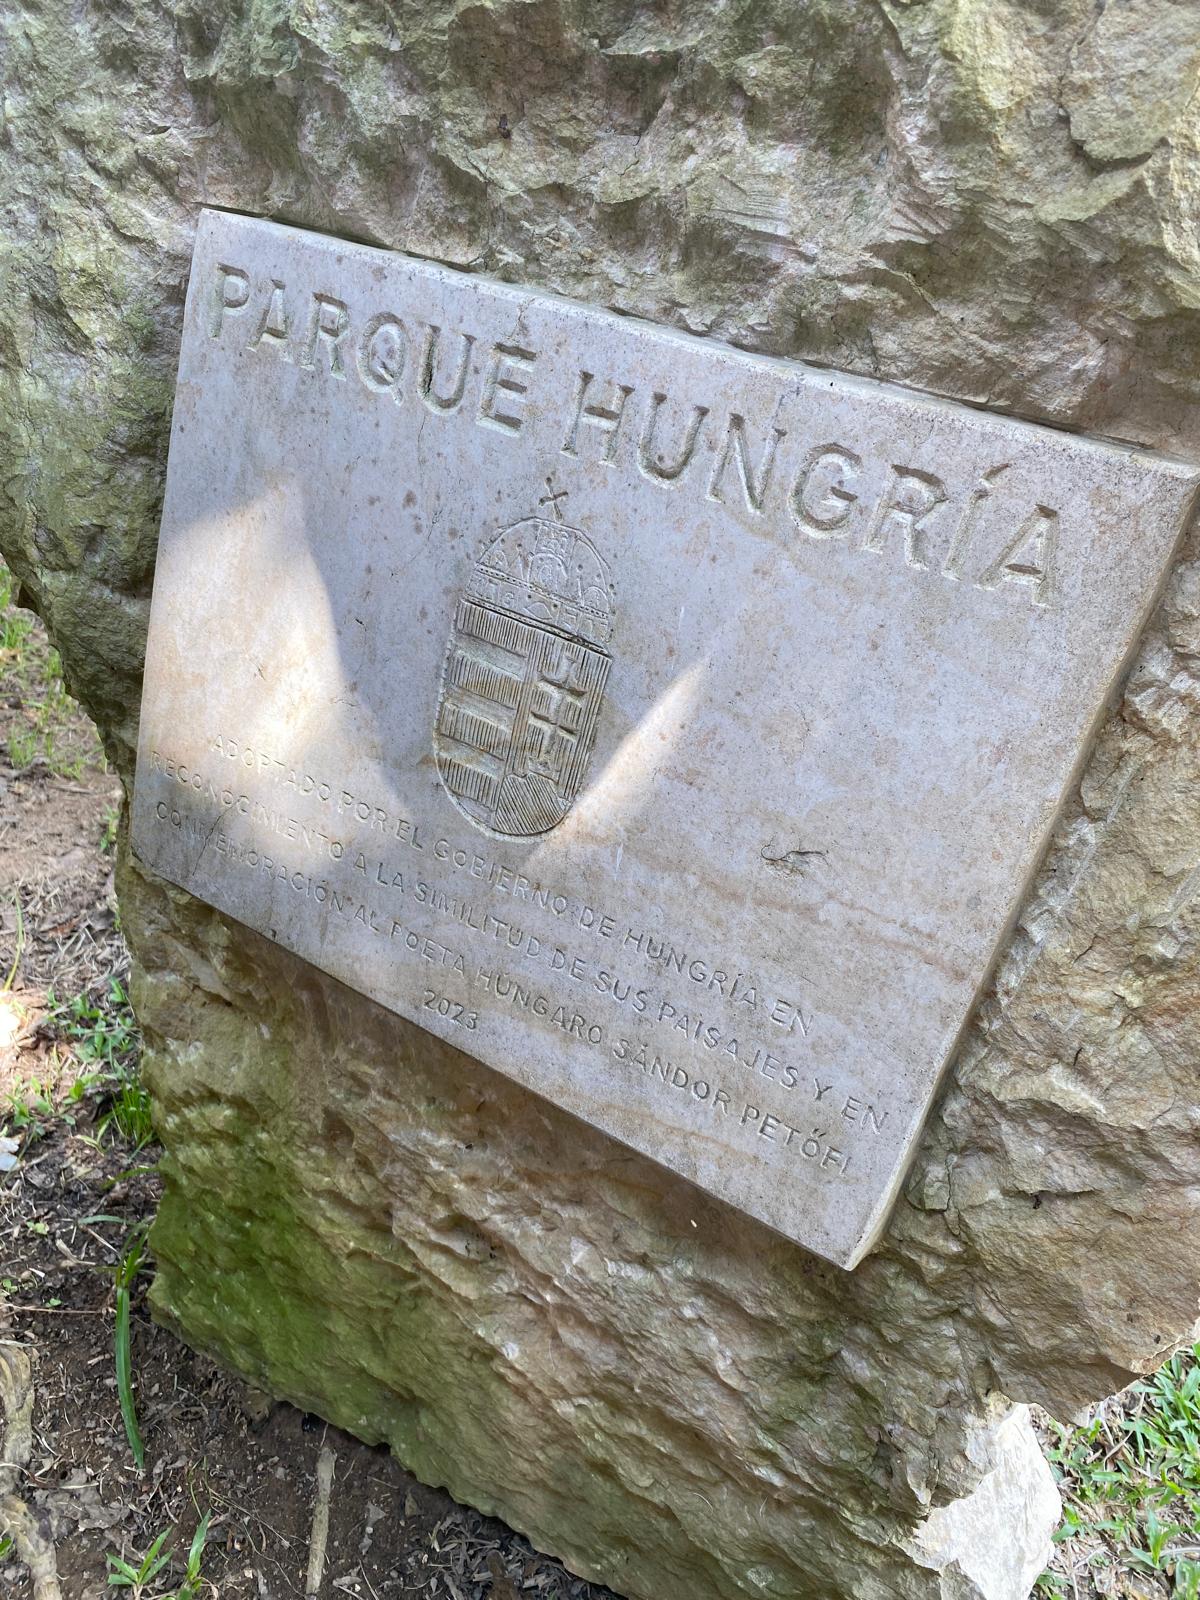 PARQUE HUNGRÍA
ADOPTADO POR EL GOBIERNO DE HUNGRÍA EN
RECONOCIMIENTO A LA SIMILITUD DE SUS PAISAJES Y EN
CONMEMORACIÓN AL POETA HÚNGARO SÁNDOR PETŐFI
2023